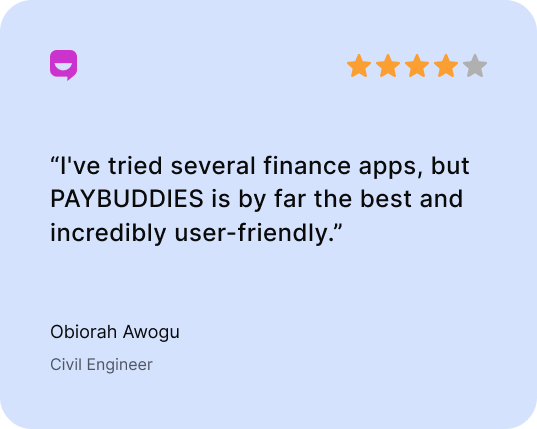 “I've tried several finance apps, but
PAYBUDDIES is by far the best and
incredibly user-friendly.”
Obiorah Awogu
Civil Engineer